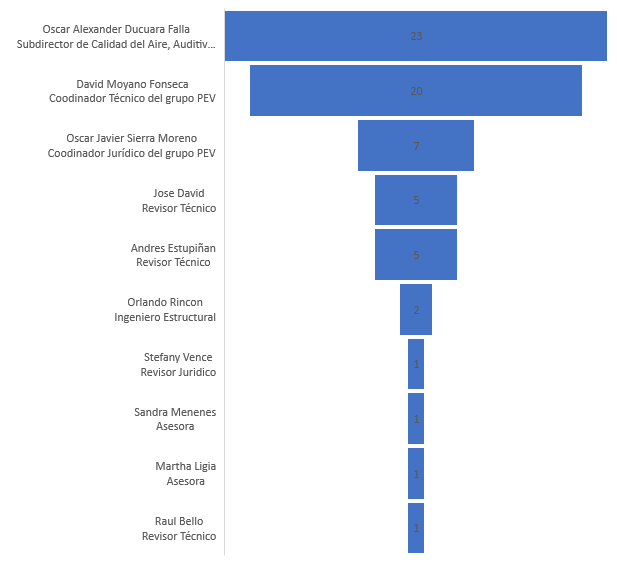 Oscar Alexander Ducuara Falla
Subdirector de Calidad del Aire, Auditiv...
23
David Moyano Fonseca
Coodinador Técnico del grupo PEV
20
Oscar Javier Sierra Moreno
Coodinador Jurídico del grupo PEV
7
Jose David
Revisor Técnico
5
Andres Estupiñan
Revisor Técnico
5
Orlando Rincon
Ingeniero Estructural
2
Stefany Vence
Revisor Juridico
1
Sandra Menenes
Asesora
1
Martha Ligia
Asesora
1
Raul Bello
Revisor Técnico
1